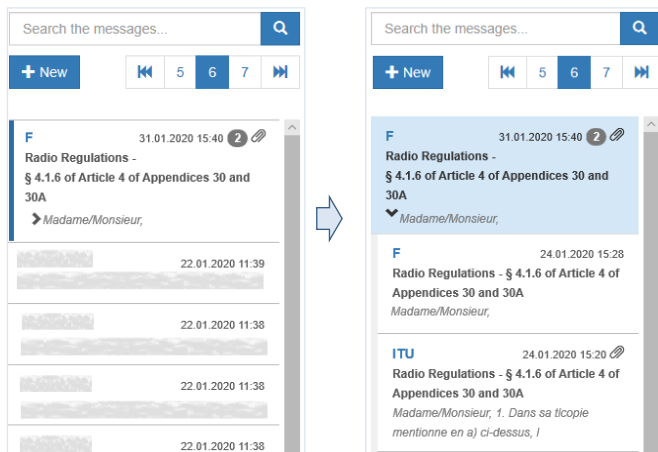 Search the messages...
+ New
5 6 7
F 31.01.2020 15:40 2
Radio Regulations -
§ 4.1.6 of Article 4 of Appendices 30 and
30A
Madame/Monsieur,
22.01.2020 11:39
22.01.2020 11:38
22.01.2020 11:38
22.01.2020 11:38
Search the messages...
+ New
5 6 7
F 31.01.2020 15:40 2
Radio Regulations -
§ 4.1.6 of Article 4 of Appendices 30 and
30A
Madame/Monsieur,
F 24.01.2020 15:28
Radio Regulations - § 4.1.6 of Article 4 of
Appendices 30 and 30A
Madame/Monsieur,
ITU 24.01.2020 15:20
Radio Regulations - § 4.1.6 of Article 4 of
Appendices 30 and 30A
Madame/Monsieur, 1. Dans sa ticopie
mentionne en a) ci-dessus, l